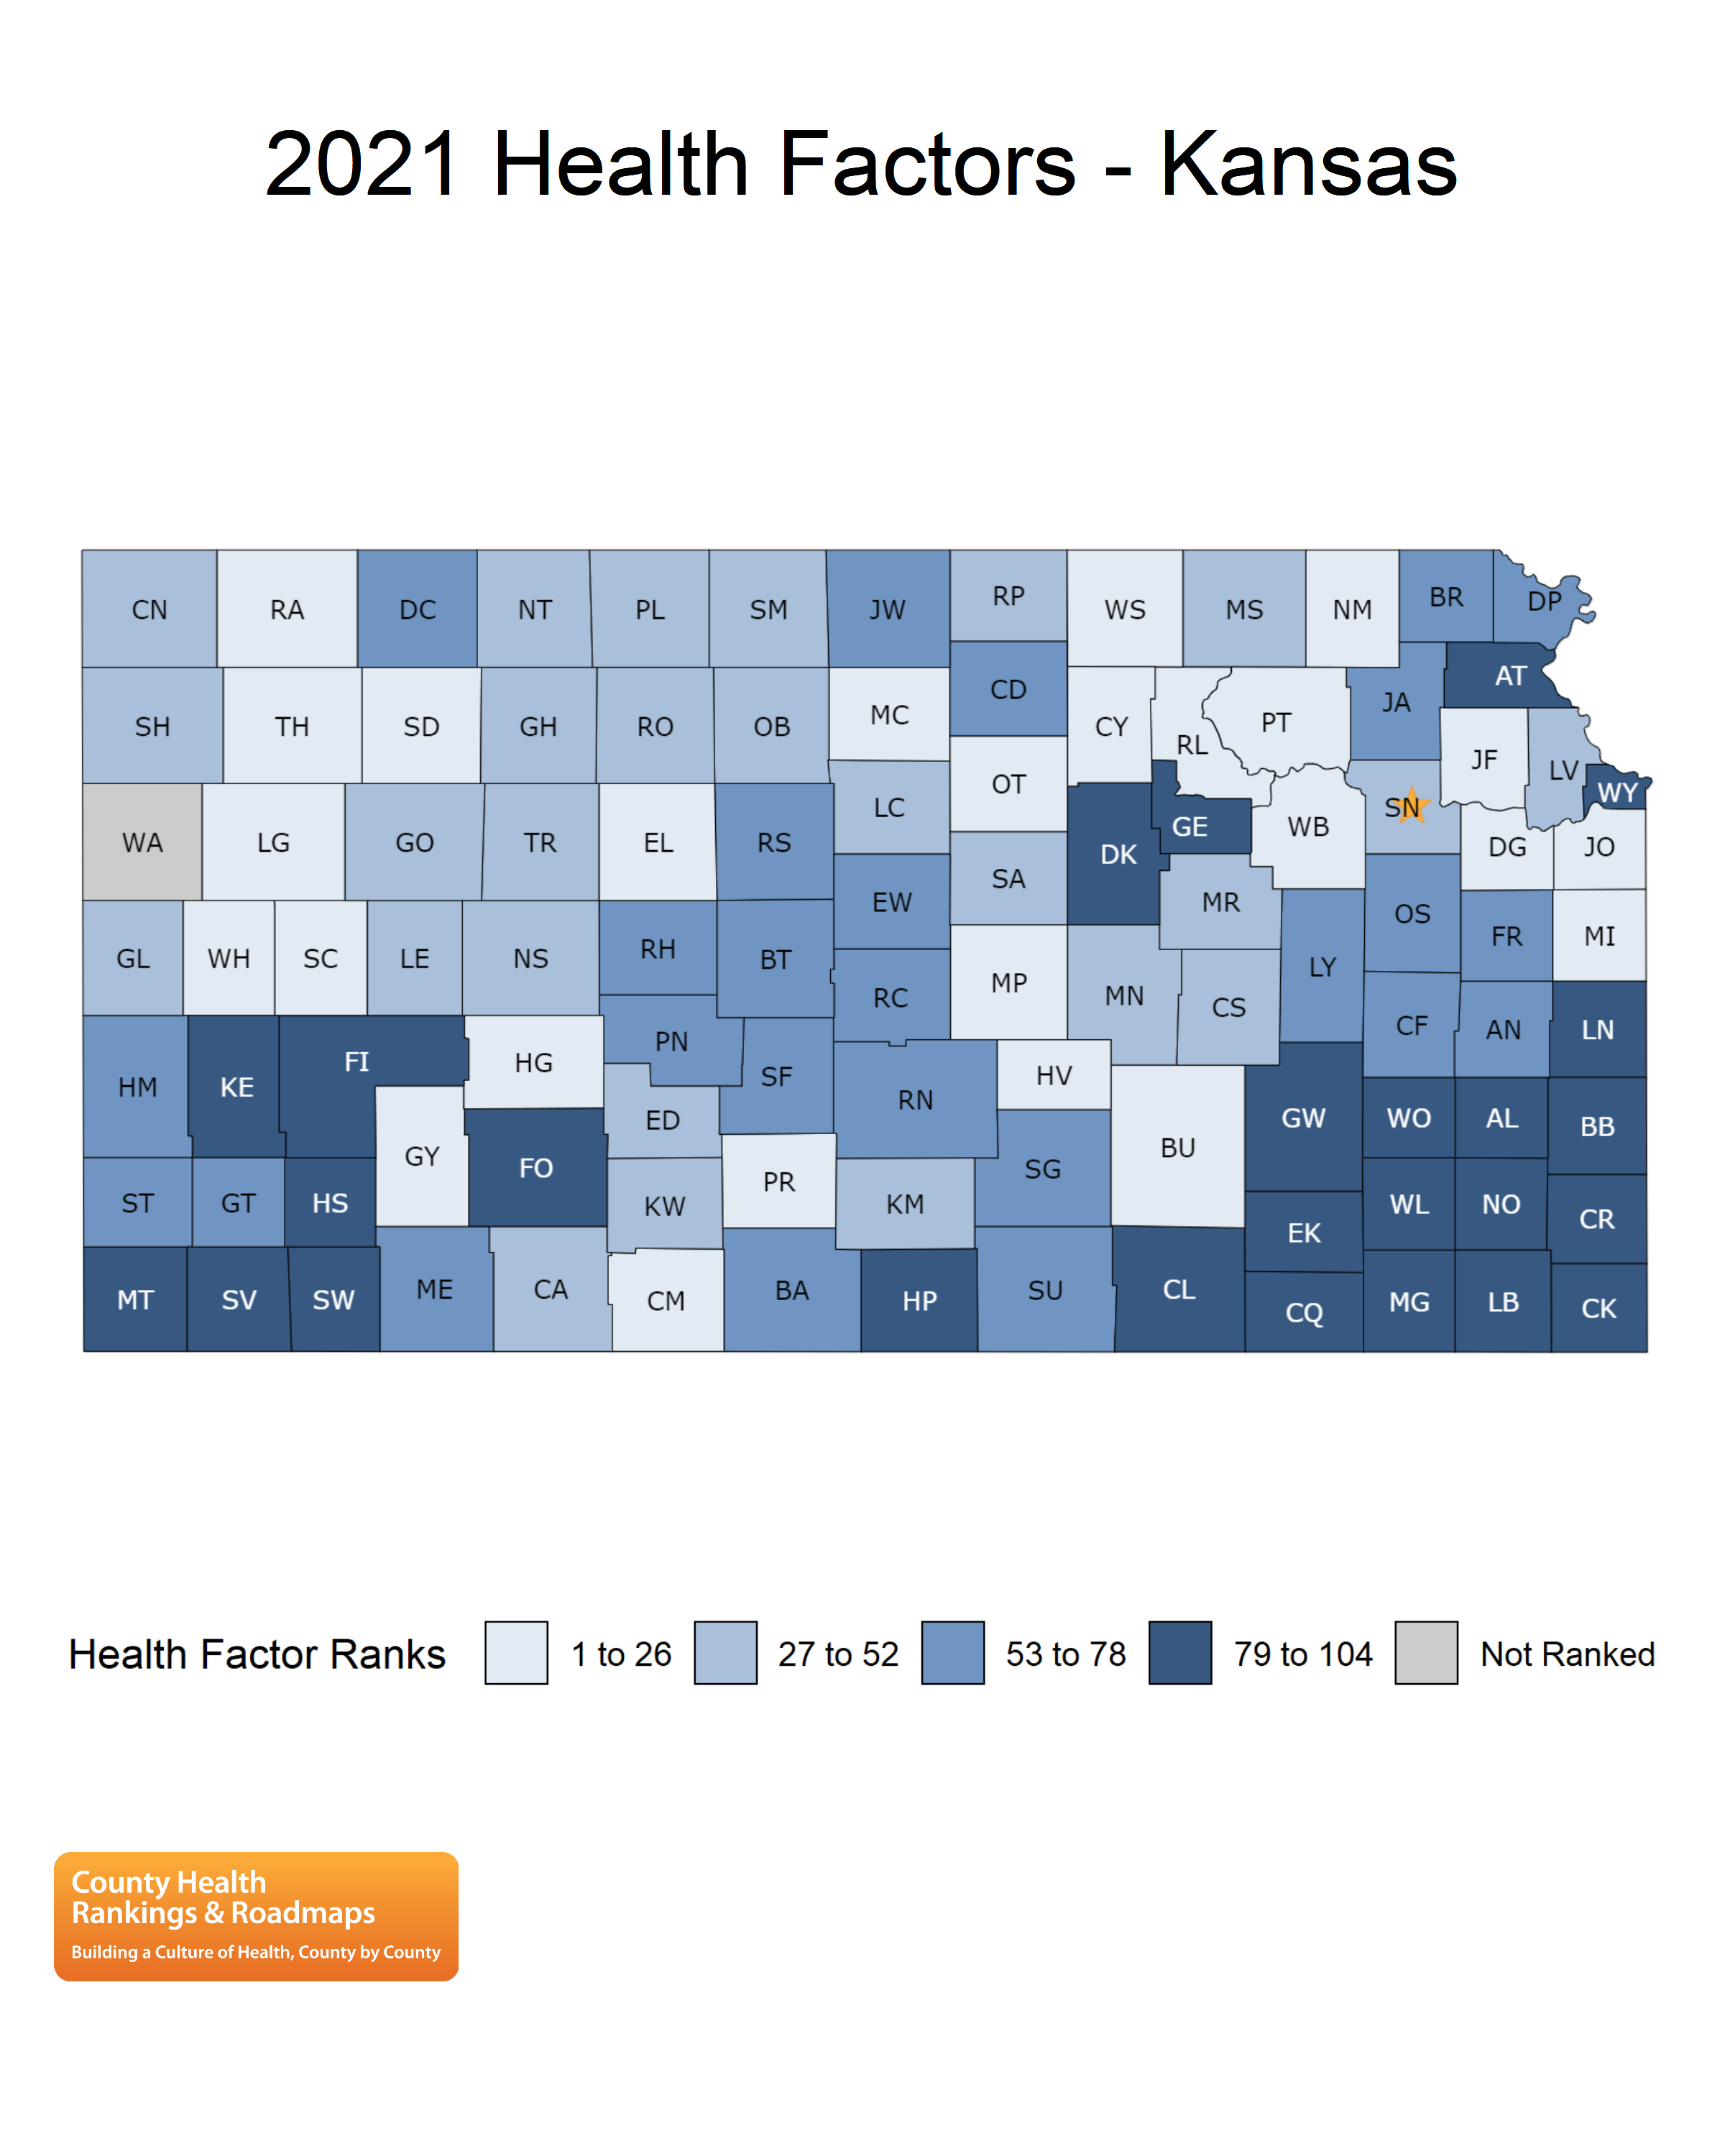 2021 Health Factors - Kansas
CN RA DC NT PL SM JW RP WS MS NM BR DP
SH TH SD GH RO OB MC CD CY RL PT JA AT
WA LG GO TR EL RS LC OT DK GE WB SN JF LV WY
GL WH SC LE NS RH BT EW SA MR LY OS DG JO
HM KE FI HG PN SF RC MP MN CS CF FR MI
GY FO ED RN HV BU GW AN LN
ST GT HS KW PR KM SG EK WO AL BB
MT SV SW ME CA CM BA HP SU CL CQ WL NO CR
MG LB CK
Health Factor Ranks 1 to 26 27 to 52 53 to 78 79 to 104 Not Ranked
County Health
Rankings & Roadmaps
Building a Culture of Health, County by County